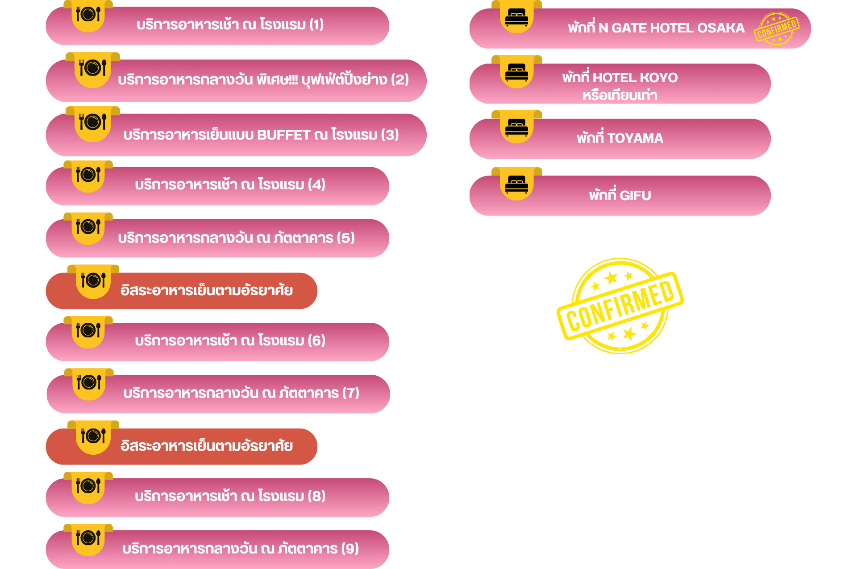 บริการอาหารเช้า ณ โรงแรม (1)
บริการอาหารกลางวัน พิเศษ!!! บุฟเฟ่ต์ปิ้งย่าง (2)
บริการอาหารเย็นแบบ BUFFET ณ โรงแรม (3)
บริการอาหารเช้า ณ โรงแรม (4)
บริการอาหารกลางวัน ณ ภัตตาคาร (5)
อิสระอาหารเย็นตามอัธยาศัย
บริการอาหารเช้า ณ โรงแรม (6)
บริการอาหารกลางวัน ณ ภัตตาคาร (7)
อิสระอาหารเย็นตามอัธยาศัย
บริการอาหารเช้า ณ โรงแรม (8)
บริการอาหารกลางวัน ณ ภัตตาคาร (9)
พักที่ N GATE HOTEL OSAKA
CONFIRMED
พักที่ HOTEL KOYO
หรือเทียบเท่า
พักที่ TOYAMA
พักที่ GIFU
CONFIRMED